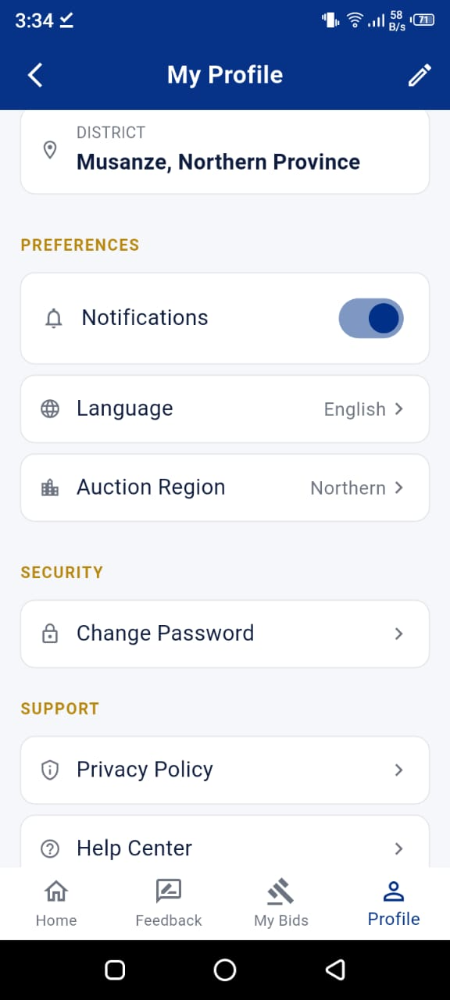 3:34
58
B/s
71
My Profile
DISTRICT
Musanze, Northern Province
PREFERENCES
Notifications
Language
English
Auction Region
Northern
SECURITY
Change Password
SUPPORT
Privacy Policy
Help Center
Home
Feedback
My Bids
Profile